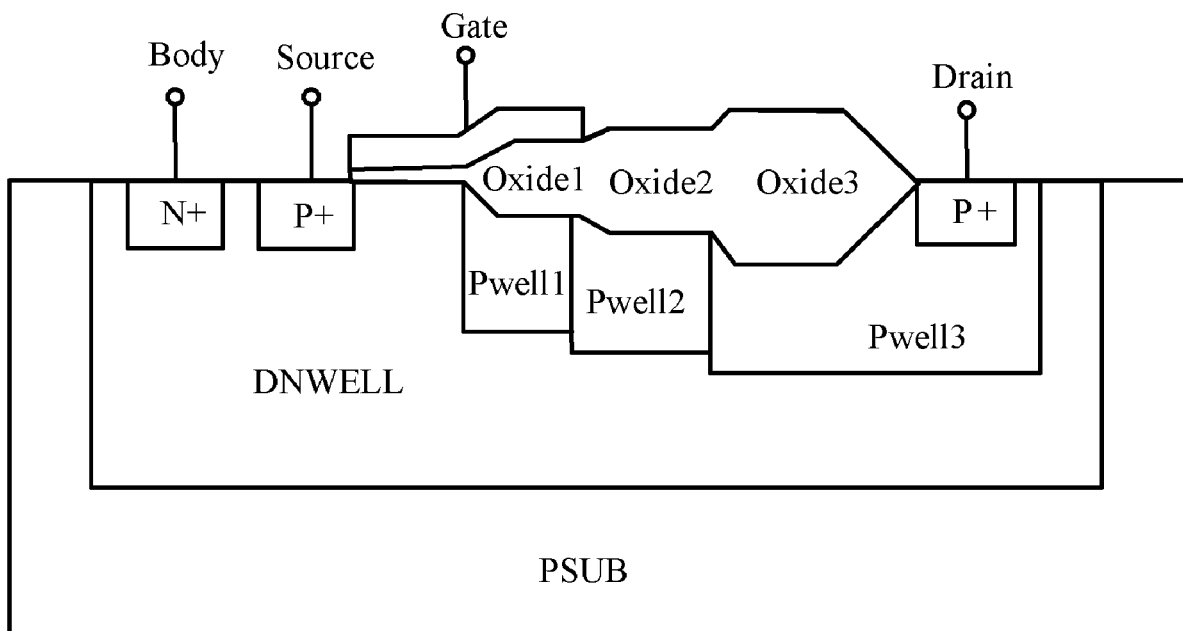 Gate
Body
Source
Drain
Oxide1
Oxide2
Oxide3
N+
P+
P+
Pwell1
Pwell2
Pwell3
DNWELL
PSUB